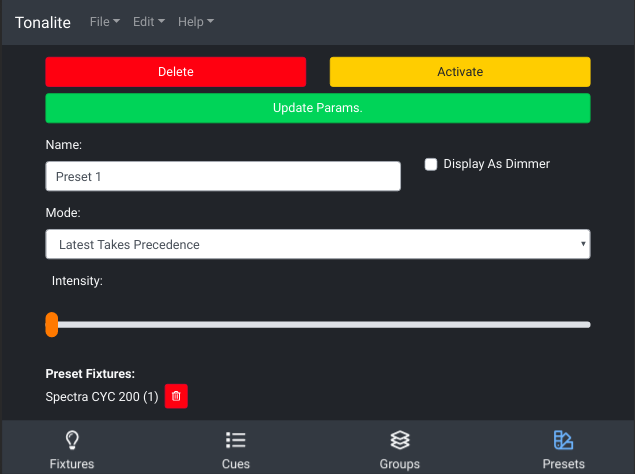 Tonalite File Edit Help
Delete Activate
Update Params.
Name:
Display As Dimmer
Preset 1
Mode:
Latest Takes Precedence
Intensity:
Preset Fixtures:
Spectra CYC 200 (1)
Fixtures Cues Groups Presets